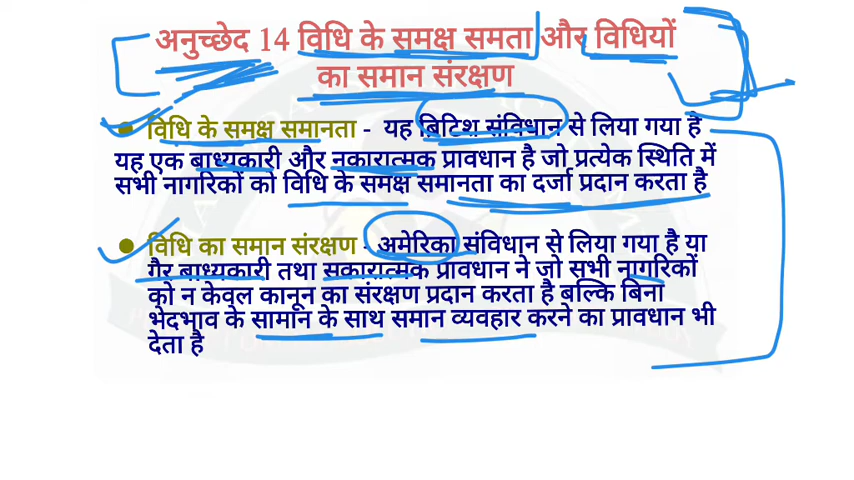 अनुच्छेद 14 विधि के समक्ष समता और विधियों
का समान संरक्षण
● विधि के समक्ष समानता - यह ब्रिटिश संविधान से लिया गया है
यह एक बाध्यकारी और नकारात्मक प्रावधान है जो प्रत्येक स्थिति में
सभी नागरिकों को विधि के समक्ष समानता का दर्जा प्रदान करता है
● विधि का समान संरक्षण - अमेरिका संविधान से लिया गया है या
गैर बाध्यकारी तथा सकारात्मक प्रावधान ने जो सभी नागरिकों
को न केवल कानून का संरक्षण प्रदान करता है बल्कि बिना
भेदभाव के सामान के साथ समान व्यवहार करने का प्रावधान भी
देता है